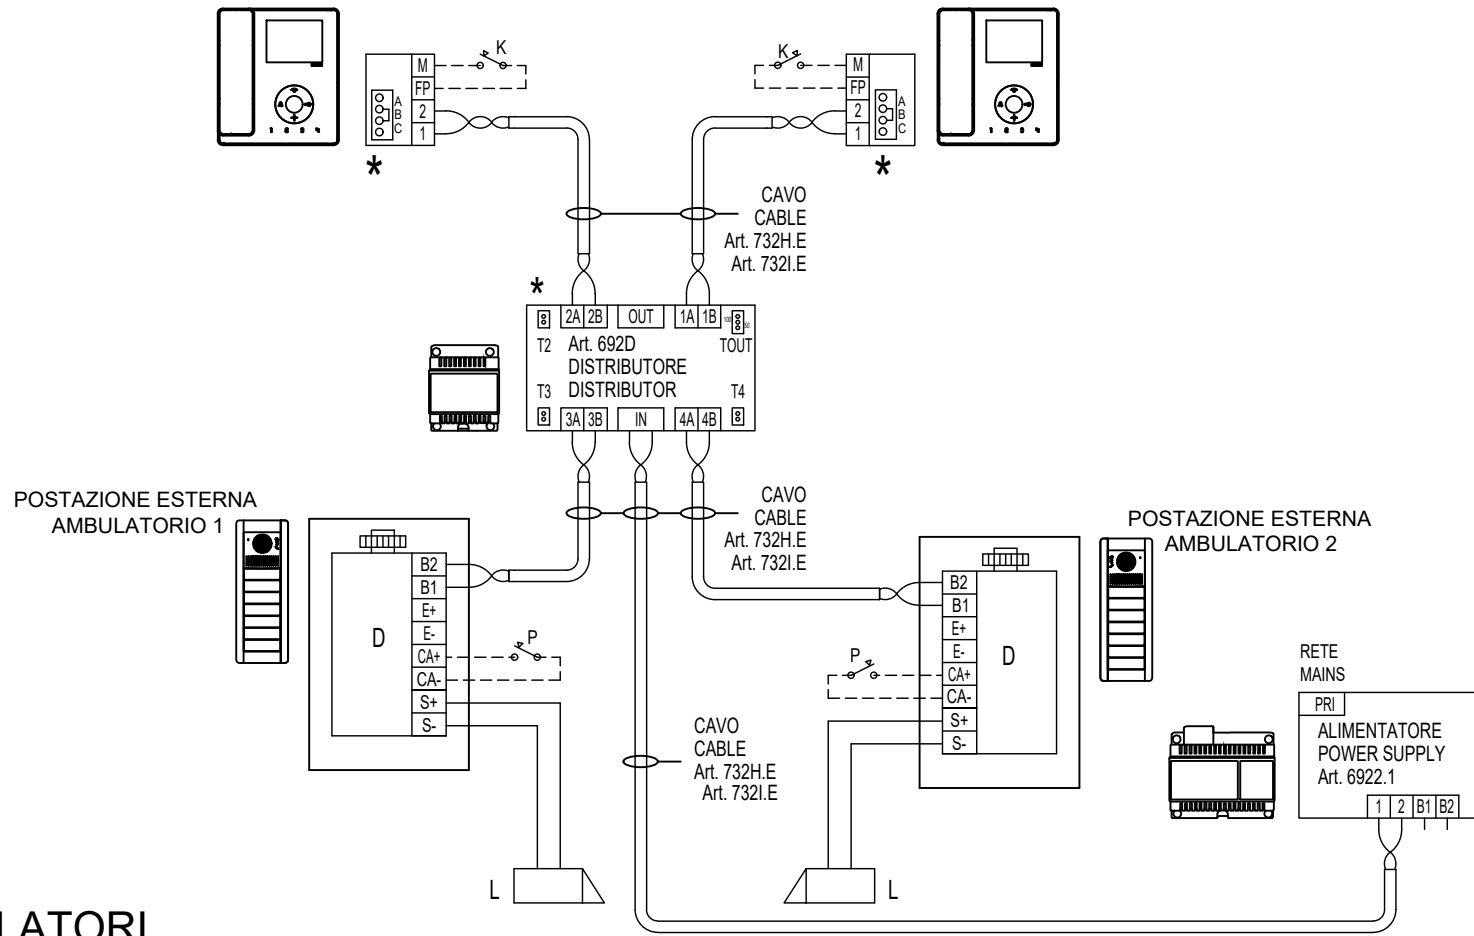 K
M
FP
2
1
A
B
C
*
K
M
FP
2
1
A
B
C
*
CAVO
CABLE
Art. 732H.E
Art. 732I.E
*
2A 2B OUT 1A 1B
T2 Art. 692D TOUT
DISTRIBUTORE
T3 DISTRIBUTOR T4
3A 3B IN 4A 4B
CAVO
CABLE
Art. 732H.E
Art. 732I.E
POSTAZIONE ESTERNA
AMBULATORIO 1
D
B2
B1
E+
E-
CA+
CA-
S+
S-
P
L
POSTAZIONE ESTERNA
AMBULATORIO 2
D
B2
B1
E+
E-
CA+
CA-
S+
S-
P
L
CAVO
CABLE
Art. 732H.E
Art. 732I.E
RETE
MAINS
PRI
ALIMENTATORE
POWER SUPPLY
Art. 6922.1
1 2 B1 B2
LATORI